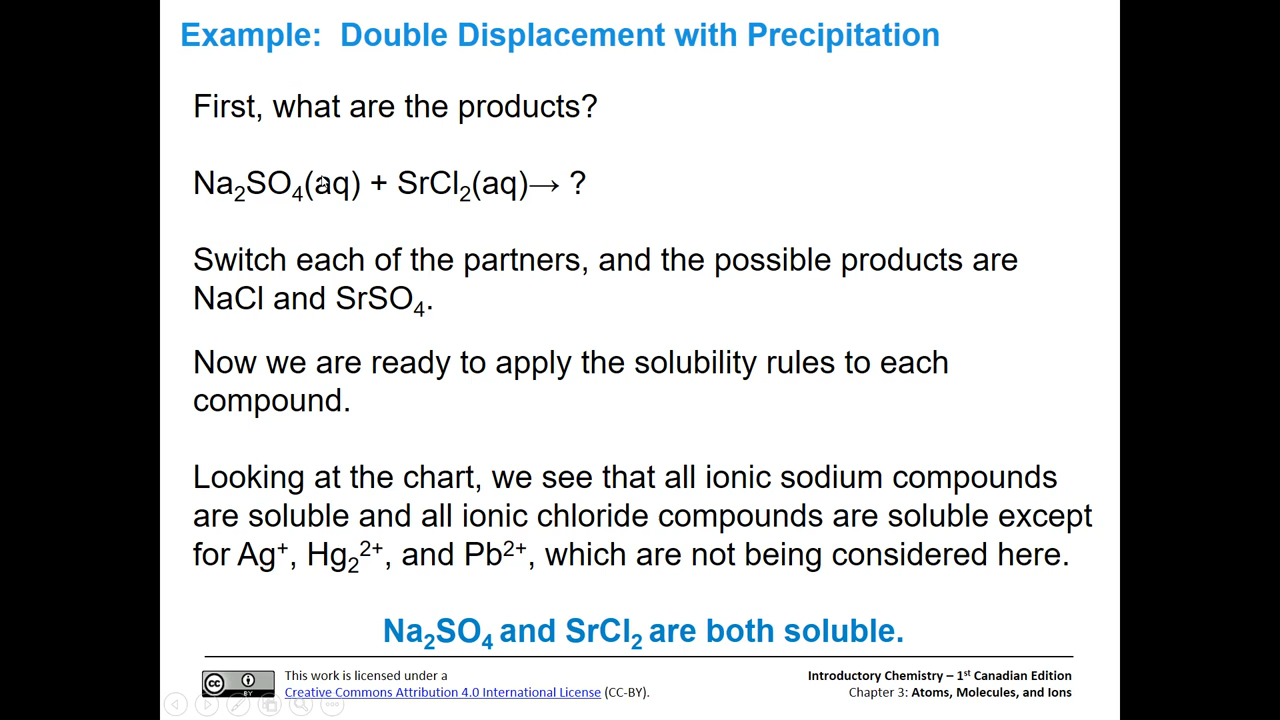 Example: Double Displacement with Precipitation
First, what are the products?
Na₂SO₄(aq) + SrCl₂(aq)→ ?
Switch each of the partners, and the possible products are
NaCl and SrSO₄.
Now we are ready to apply the solubility rules to each
compound.
Looking at the chart, we see that all ionic sodium compounds
are soluble and all ionic chloride compounds are soluble except
for Ag⁺, Hg₂²⁺, and Pb²⁺, which are not being considered here.
Na₂SO₄ and SrCl₂ are both soluble.
cc BY
This work is licensed under a
Creative Commons Attribution 4.0 International License (CC-BY).
Introductory Chemistry – 1ˢᵗ Canadian Edition
Chapter 3: Atoms, Molecules, and Ions